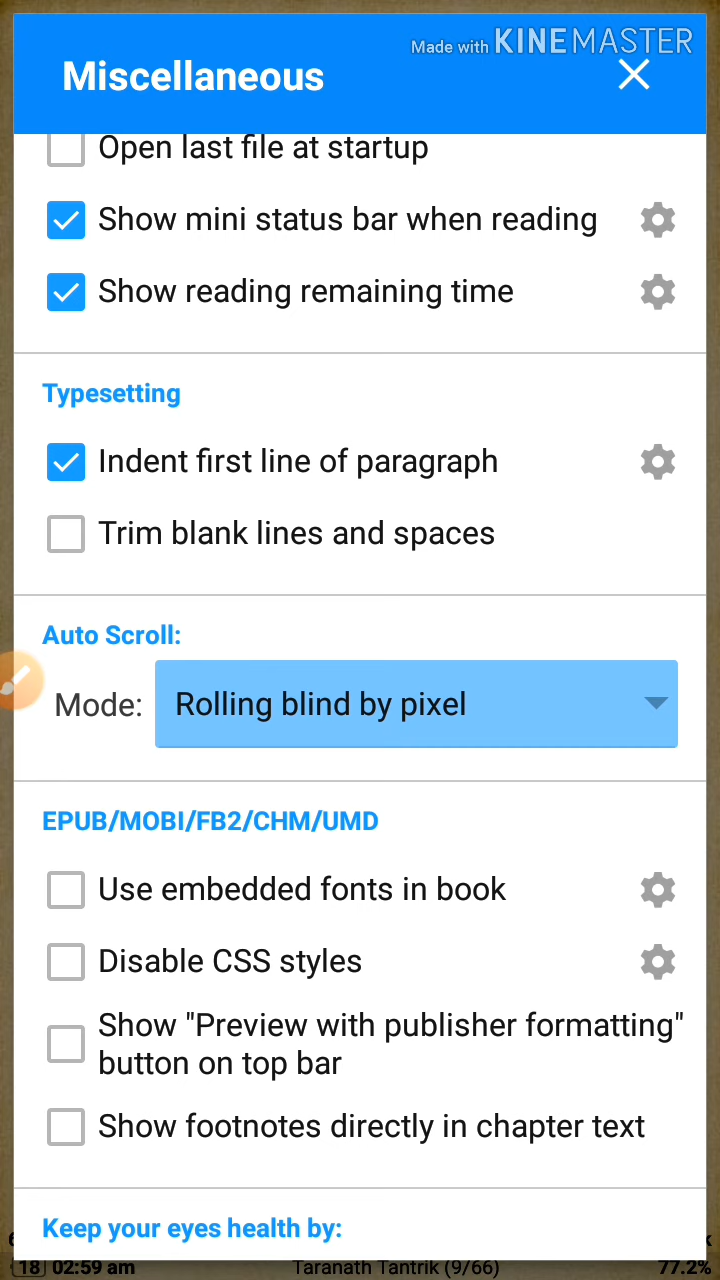 Made with KINEMASTER
Miscellaneous
Open last file at startup
Show mini status bar when reading
Show reading remaining time
Typesetting
Indent first line of paragraph
Trim blank lines and spaces
Auto Scroll:
Mode: Rolling blind by pixel
EPUB/MOBI/FB2/CHM/UMD
Use embedded fonts in book
Disable CSS styles
Show "Preview with publisher formatting"
button on top bar
Show footnotes directly in chapter text
Keep your eyes health by:
18 02:59 am Taranath Tantrik (9/66) 77.2%